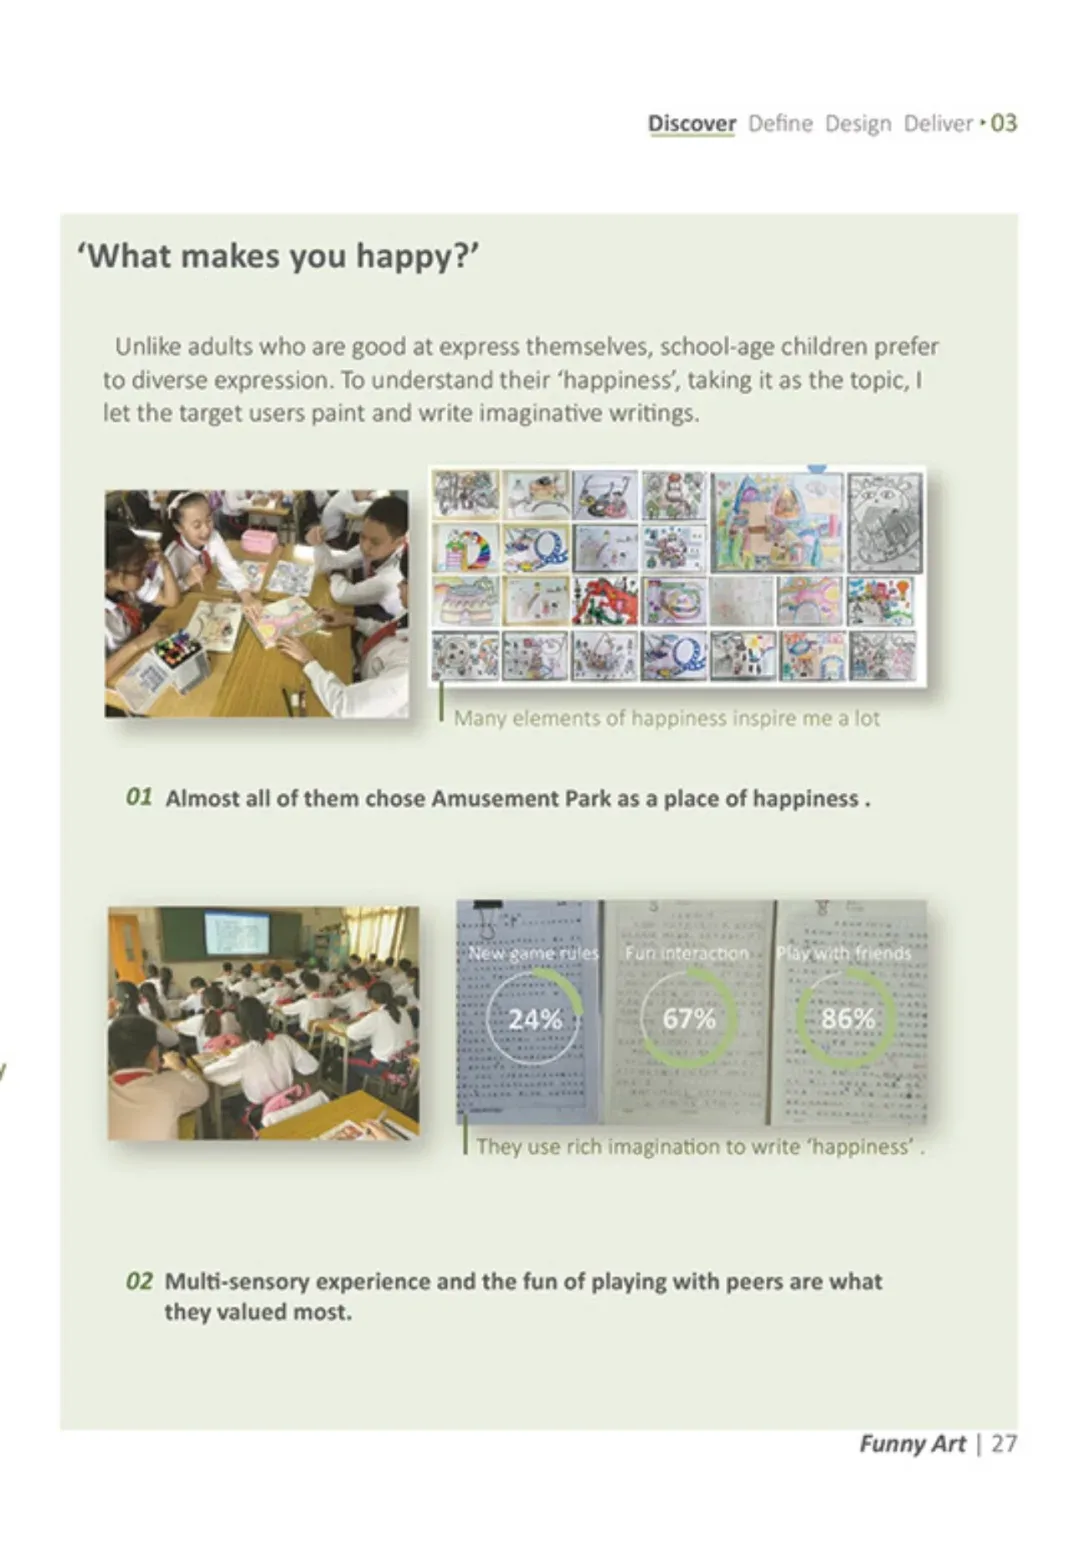 Discover Define Design Deliver ‣ 03
‘What makes you happy?’
Unlike adults who are good at express themselves, school-age children prefer
to diverse expression. To understand their ‘happiness’, taking it as the topic, I
let the target users paint and write imaginative writings.
Many elements of happiness inspire me a lot
01 Almost all of them chose Amusement Park as a place of happiness .
New game rules Fun interaction Play with friends
24% 67% 86%
They use rich imagination to write ‘happiness’ .
02 Multi-sensory experience and the fun of playing with peers are what
they valued most.
Funny Art | 27